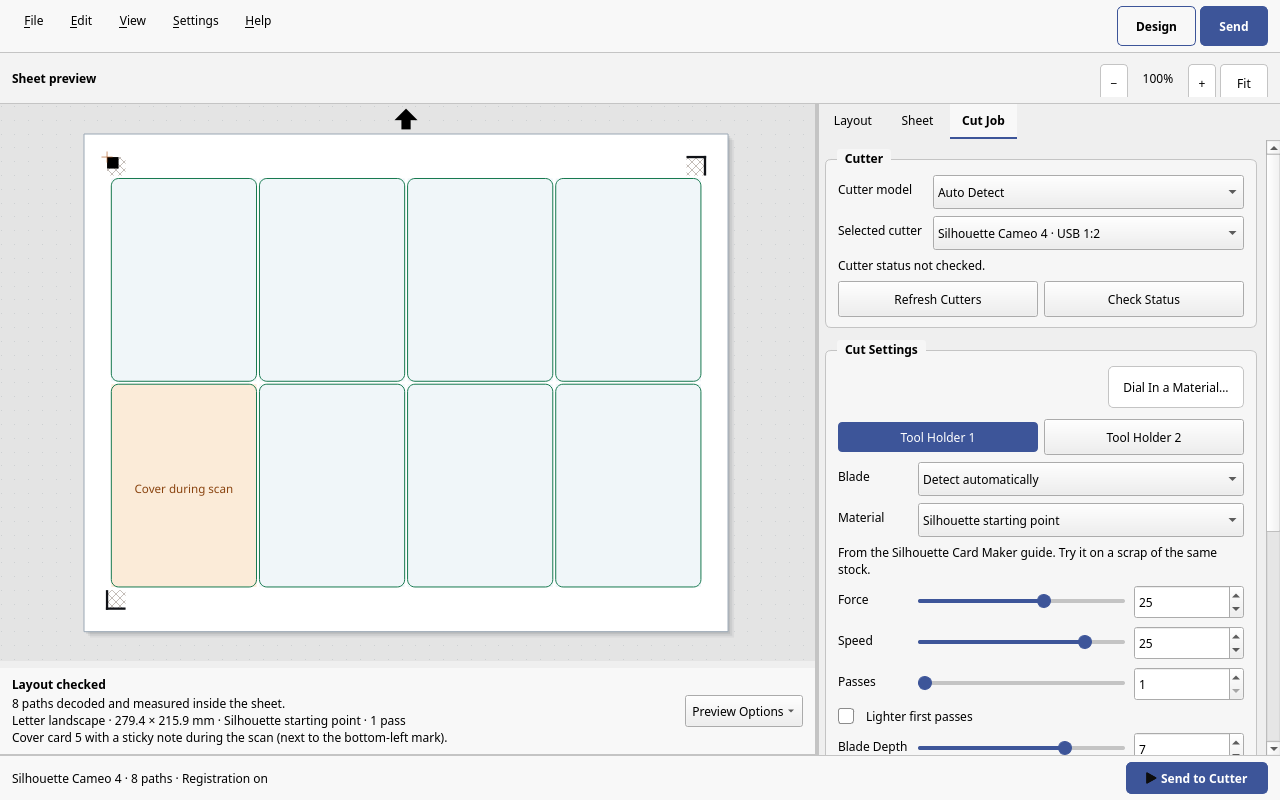 File Edit View Settings Help
Design Send
Sheet preview
− 100% + Fit
Layout Sheet Cut Job
Cutter
Cutter model Auto Detect
Selected cutter Silhouette Cameo 4 · USB 1:2
Cutter status not checked.
Refresh Cutters Check Status
Cut Settings
Dial In a Material...
Tool Holder 1 Tool Holder 2
Blade Detect automatically
Material Silhouette starting point
From the Silhouette Card Maker guide. Try it on a scrap of the same
stock.
Force 25
Speed 25
Passes 1
Lighter first passes
Blade Depth 7
Cover during scan
Layout checked
8 paths decoded and measured inside the sheet.
Letter landscape · 279.4 × 215.9 mm · Silhouette starting point · 1 pass
Cover card 5 with a sticky note during the scan (next to the bottom-left mark).
Preview Options
Silhouette Cameo 4 · 8 paths · Registration on
Send to Cutter